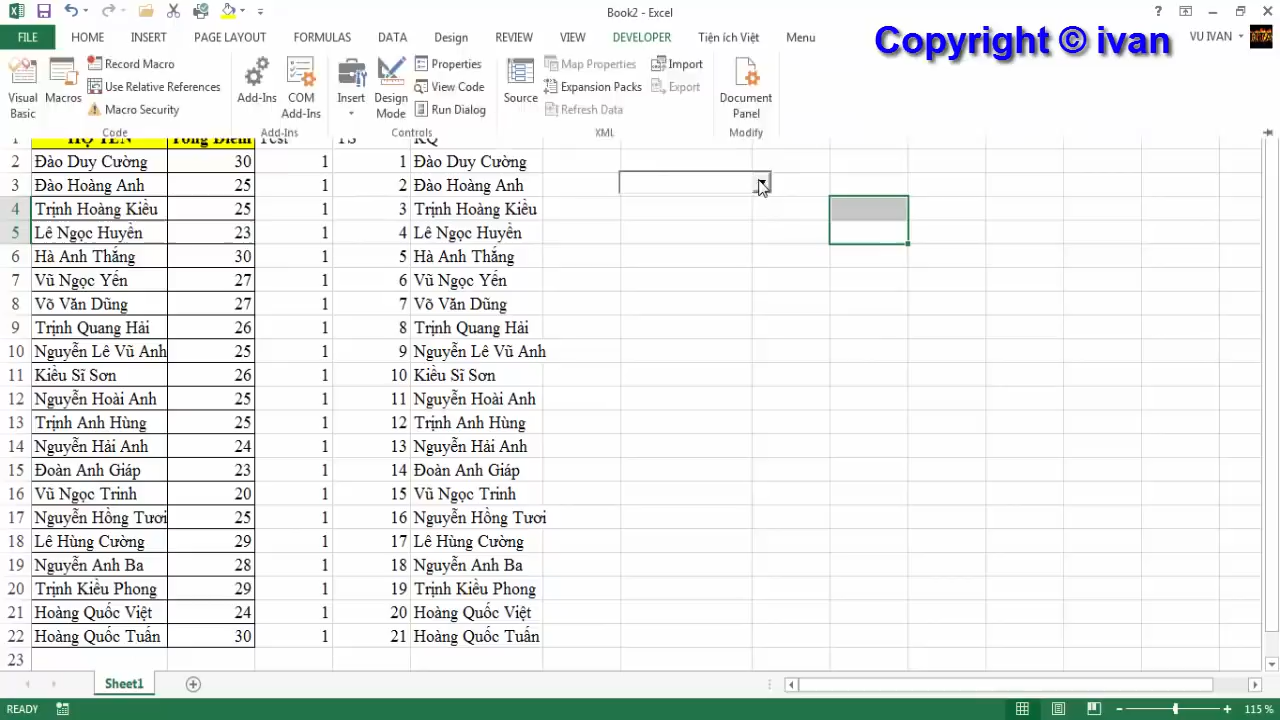 Book2 - Excel
Copyright © ivan
FILE HOME INSERT PAGE LAYOUT FORMULAS DATA Design REVIEW VIEW DEVELOPER Tiện ích Việt Menu VU IVAN
Visual Basic
Macros
Record Macro
Use Relative References
Macro Security
Code
Add-Ins
COM Add-Ins
Add-Ins
Insert
Design Mode
Properties
View Code
Run Dialog
Controls
Source
Map Properties
Expansion Packs
Refresh Data
Import
Export
XML
Document Panel
Modify
1 HỌ TÊN Tổng Điểm Test TS KQ
2 Đào Duy Cường 30 1 1 Đào Duy Cường
3 Đào Hoàng Anh 25 1 2 Đào Hoàng Anh
4 Trịnh Hoàng Kiều 25 1 3 Trịnh Hoàng Kiều
5 Lê Ngọc Huyền 23 1 4 Lê Ngọc Huyền
6 Hà Anh Thắng 30 1 5 Hà Anh Thắng
7 Vũ Ngọc Yến 27 1 6 Vũ Ngọc Yến
8 Võ Văn Dũng 27 1 7 Võ Văn Dũng
9 Trịnh Quang Hải 26 1 8 Trịnh Quang Hải
10 Nguyễn Lê Vũ Anh 25 1 9 Nguyễn Lê Vũ Anh
11 Kiều Sĩ Sơn 26 1 10 Kiều Sĩ Sơn
12 Nguyễn Hoài Anh 25 1 11 Nguyễn Hoài Anh
13 Trịnh Anh Hùng 25 1 12 Trịnh Anh Hùng
14 Nguyễn Hải Anh 24 1 13 Nguyễn Hải Anh
15 Đoàn Anh Giáp 23 1 14 Đoàn Anh Giáp
16 Vũ Ngọc Trinh 20 1 15 Vũ Ngọc Trinh
17 Nguyễn Hồng Tươi 25 1 16 Nguyễn Hồng Tươi
18 Lê Hùng Cường 29 1 17 Lê Hùng Cường
19 Nguyễn Anh Ba 28 1 18 Nguyễn Anh Ba
20 Trịnh Kiều Phong 29 1 19 Trịnh Kiều Phong
21 Hoàng Quốc Việt 24 1 20 Hoàng Quốc Việt
22 Hoàng Quốc Tuấn 30 1 21 Hoàng Quốc Tuấn
23
Sheet1
READY 115 %